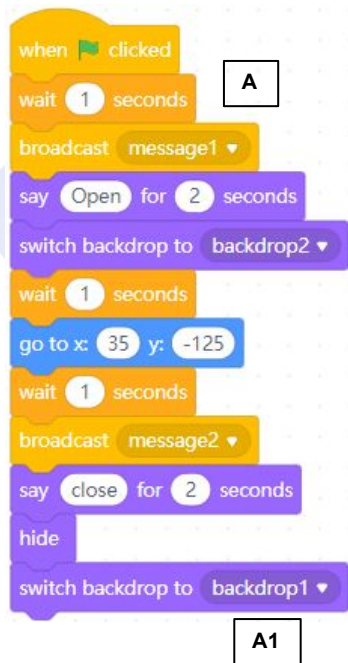 when clicked
A
wait 1 seconds
broadcast message1
say Open for 2 seconds
switch backdrop to backdrop2
wait 1 seconds
go to x: 35 y: -125
wait 1 seconds
broadcast message2
say close for 2 seconds
hide
switch backdrop to backdrop1
A1